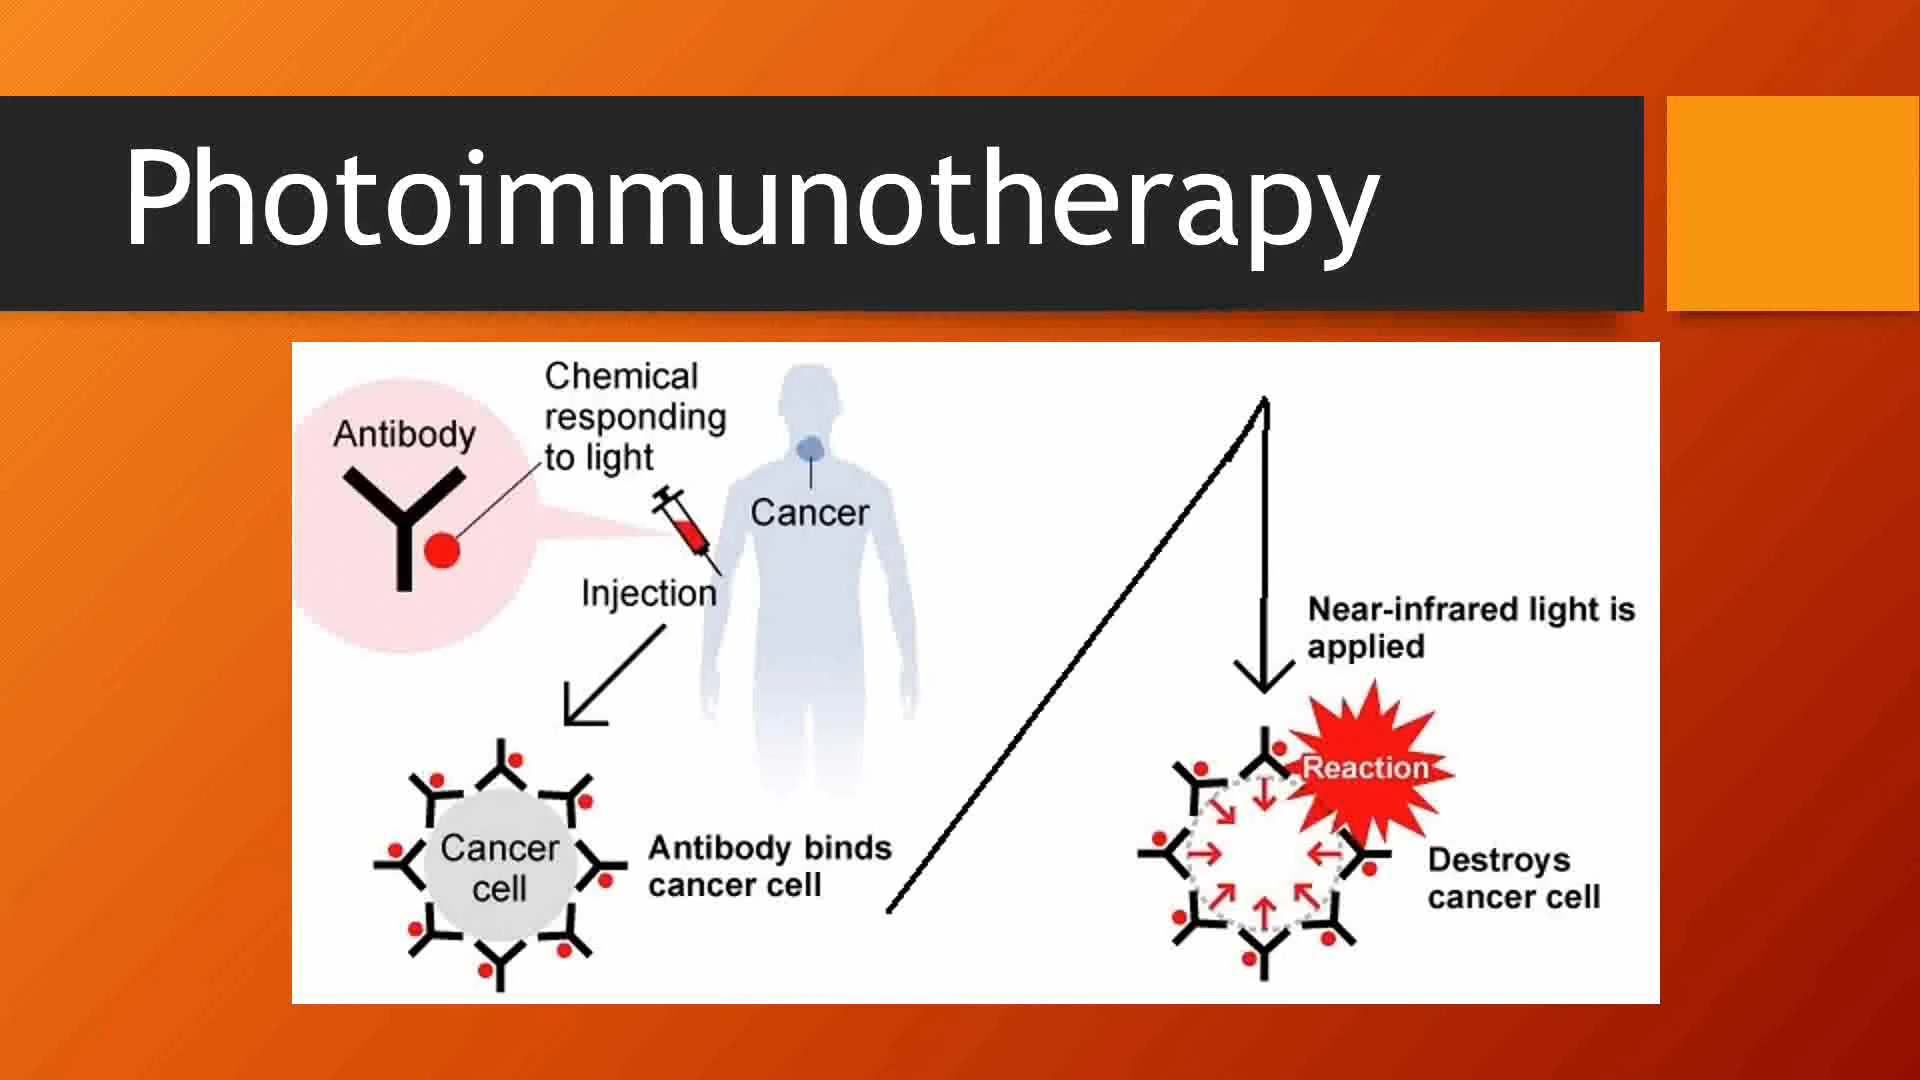 Photoimmunotherapy
Antibody
Chemical
responding
to light
Cancer
Injection
Cancer
cell
Antibody binds
cancer cell
Near-infrared light is
applied
Reaction
Destroys
cancer cell